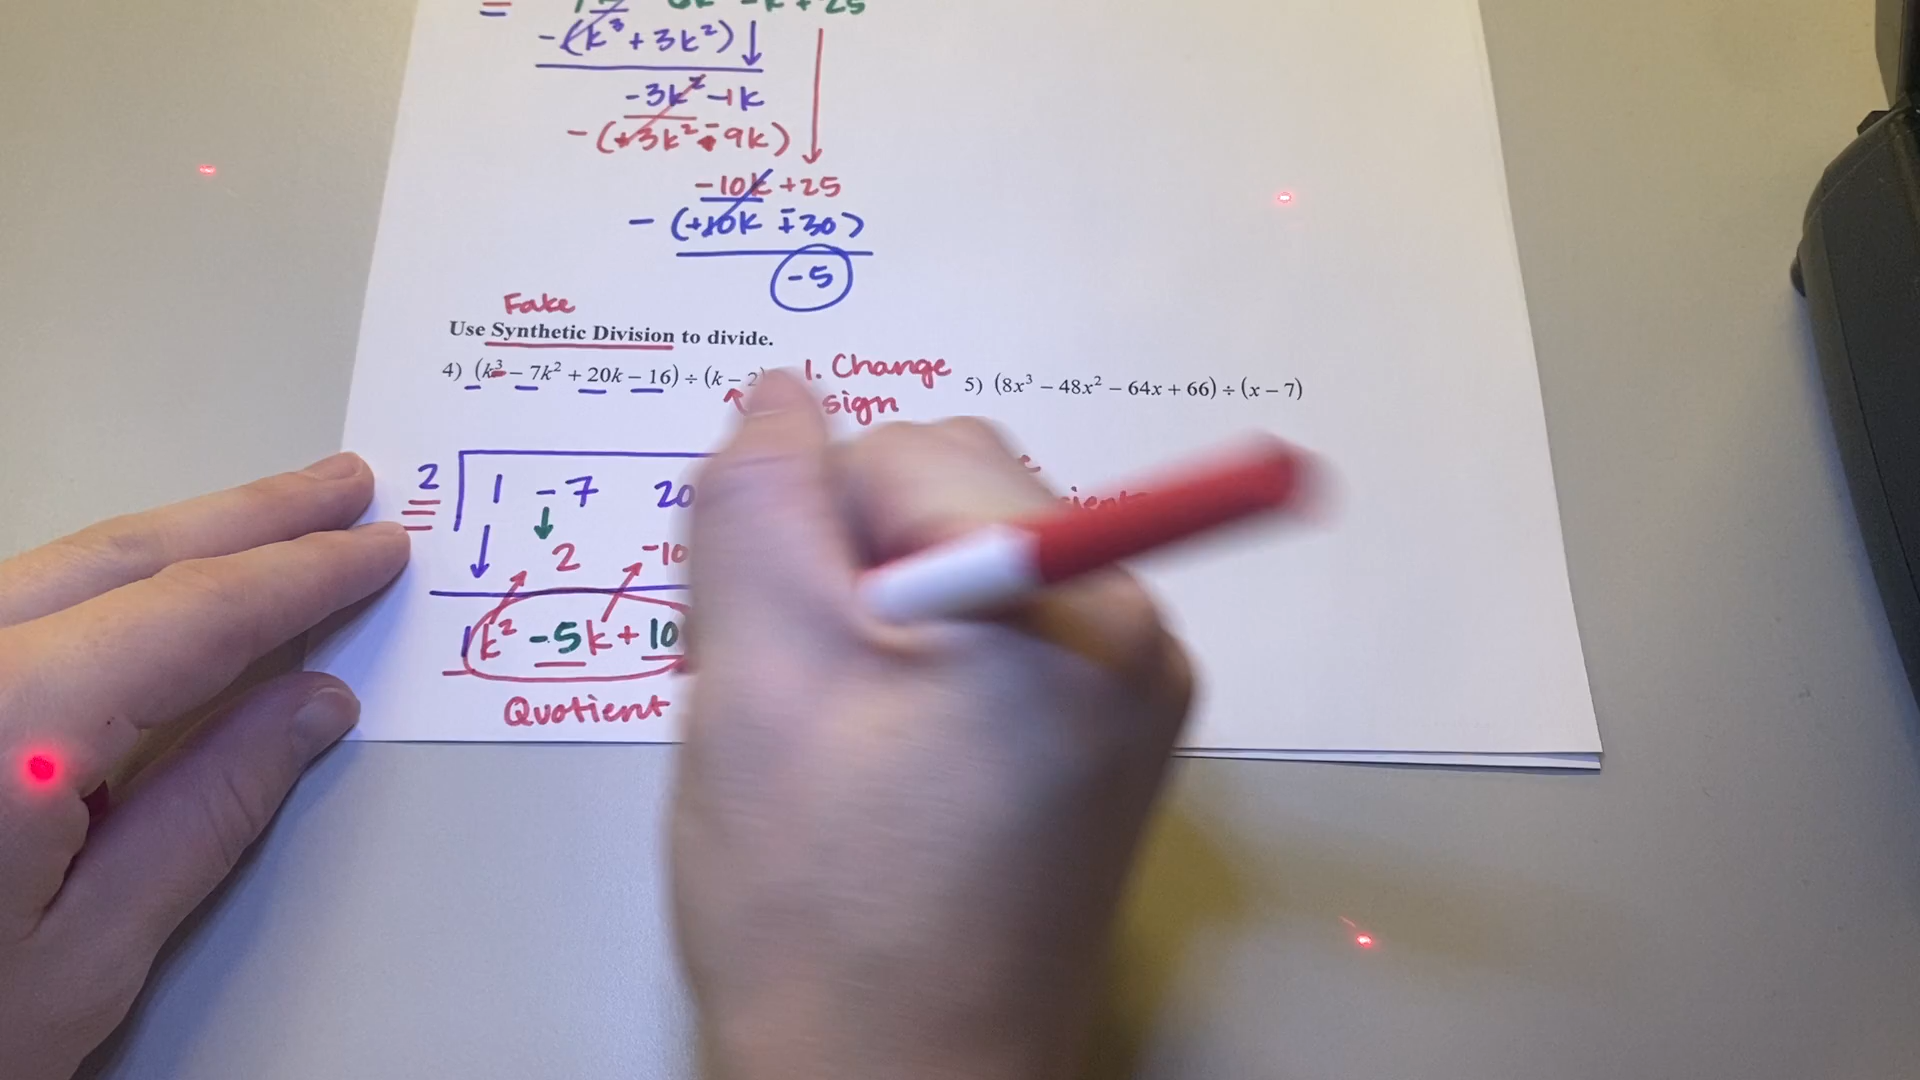 - k + 25
-(k³ + 3k²)
-3k² -1k
-(+3k² - 9k)
-10k +25
-(+10k ∓30)
-5
Fake
Use Synthetic Division to divide.
4) (k³ – 7k² + 20k – 16) ÷ (k – 2
1. Change
sign
5) (8x³ – 48x² – 64x + 66) ÷ (x – 7)
2 1 -7 20
2 -10
1k² -5k + 10
Quotient